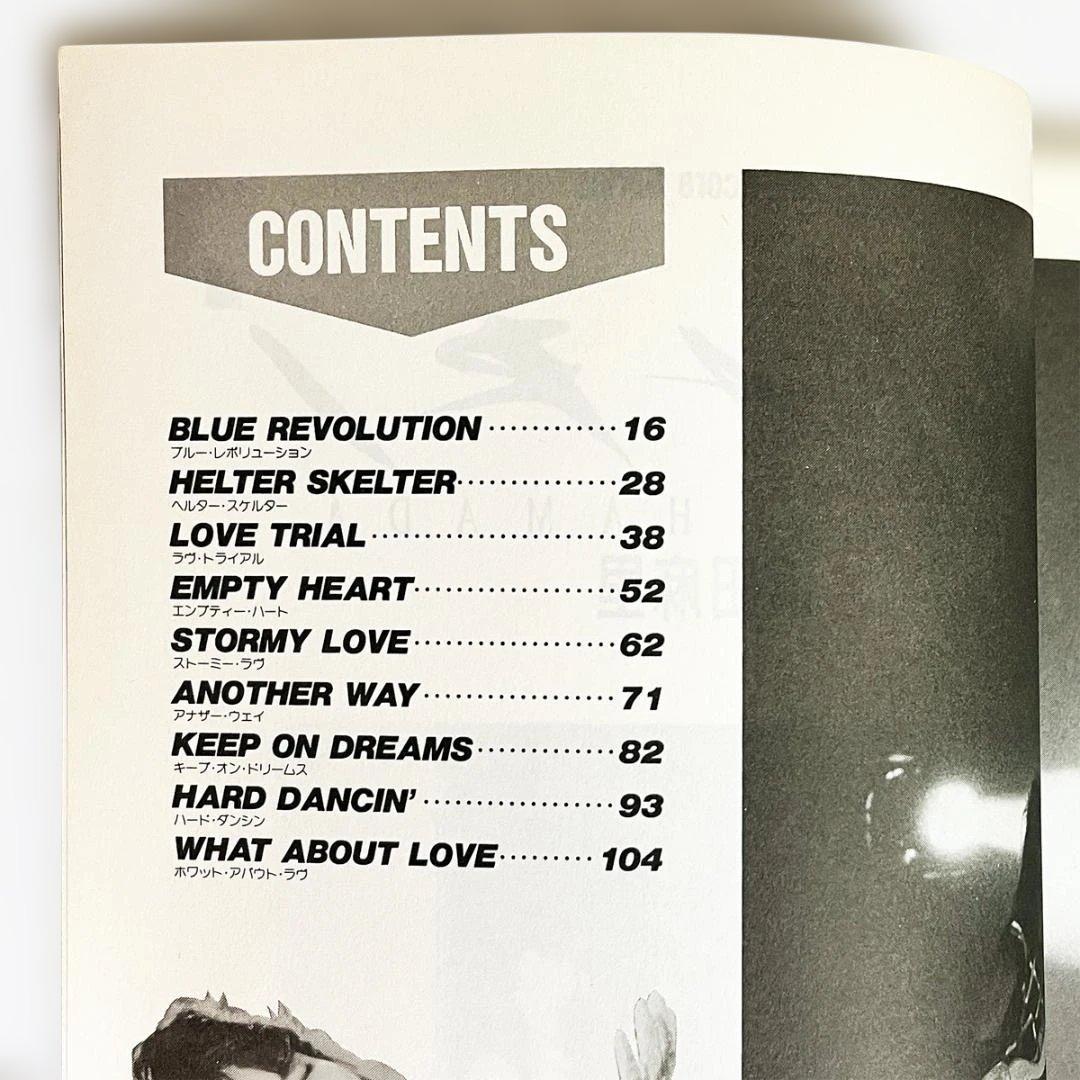 CONTENTS
BLUE REVOLUTION ············ 16
ブルー・レボリューション
HELTER SKELTER ··············· 28
ヘルター・スケルター
LOVE TRIAL ······················· 38
ラヴ・トライアル
EMPTY HEART ··················· 52
エンプティー・ハート
STORMY LOVE ··················· 62
ストーミー・ラヴ
ANOTHER WAY ·················· 71
アナザー・ウェイ
KEEP ON DREAMS ············· 82
キープ・オン・ドリームス
HARD DANCIN' ·················· 93
ハード・ダンシン
WHAT ABOUT LOVE ········· 104
ホワット・アバウト・ラヴ